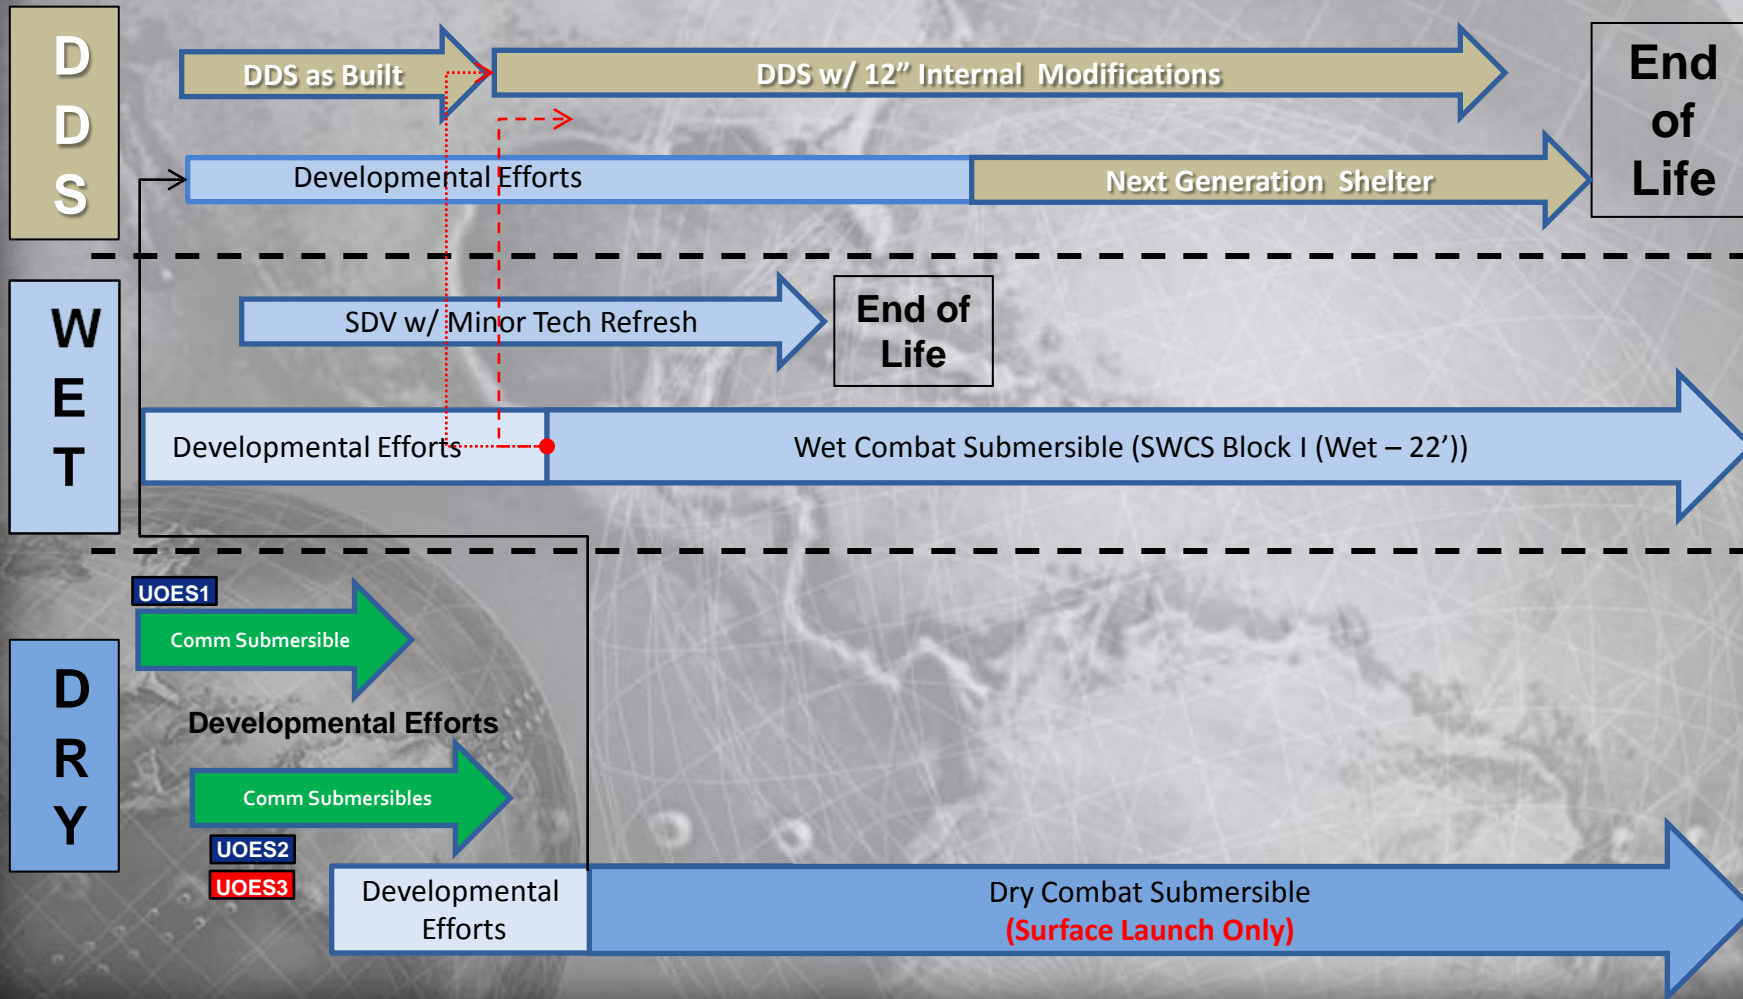 D
D
S
DDS as Built
DDS w/ 12” Internal Modifications
End
of
Life
Developmental Efforts
Next Generation Shelter
W
E
T
SDV w/ Minor Tech Refresh
End of
Life
Developmental Efforts
Wet Combat Submersible (SWCS Block I (Wet – 22’))
D
R
Y
UOES1
Comm Submersible
Developmental Efforts
Comm Submersibles
UOES2
UOES3
Developmental
Efforts
Dry Combat Submersible
(Surface Launch Only)